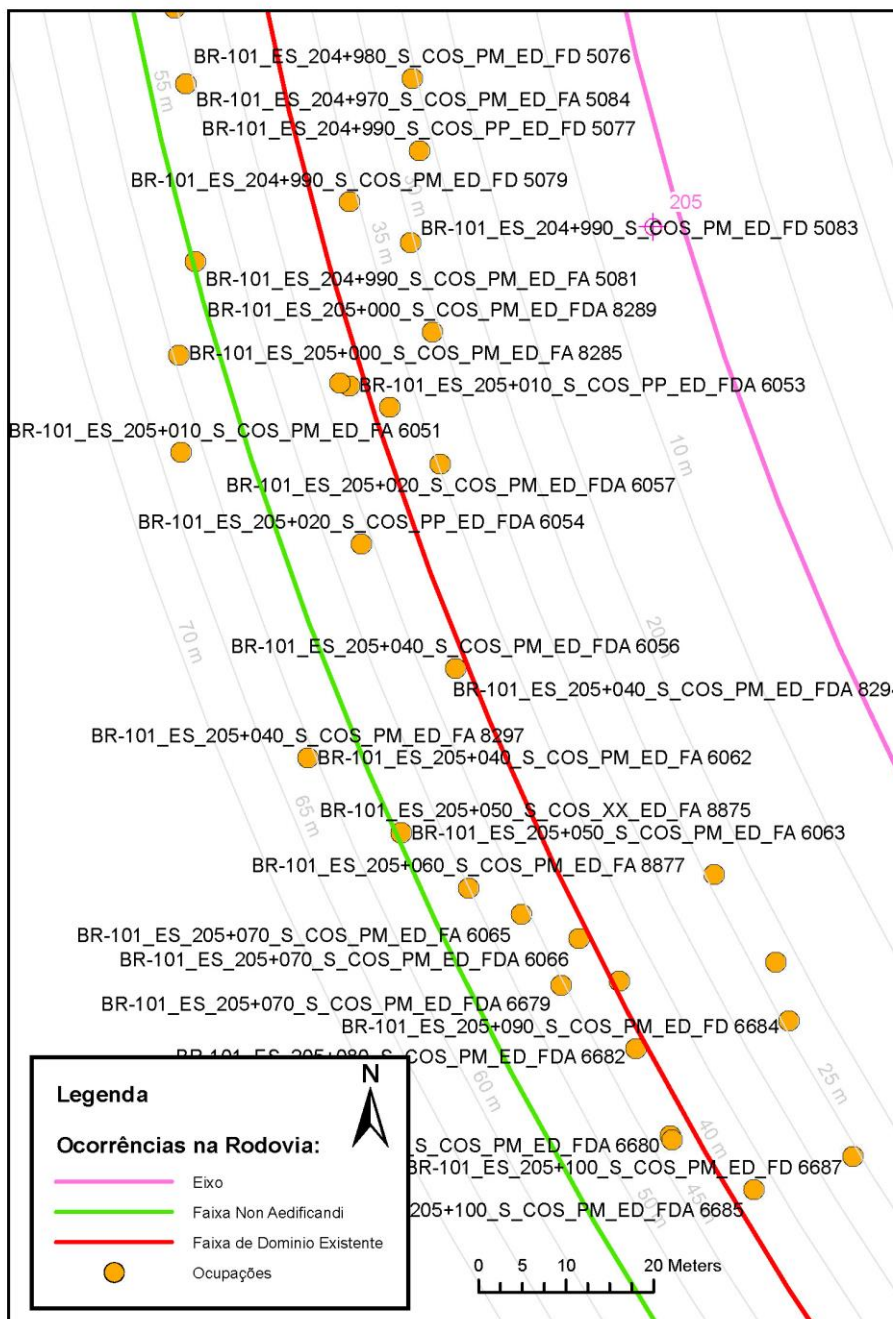 BR-101_ES_204+980_S_COS_PM_ED_FD 5076
55 m
BR-101_ES_204+970_S_COS_PM_ED_FA 5084
BR-101_ES_204+990_S_COS_PP_ED_FD 5077
BR-101_ES_204+990_S_COS_PM_ED_FD 5079
30 m
35 m
205
BR-101_ES_204+990_S_COS_PM_ED_FD 5083
BR-101_ES_204+990_S_COS_PM_ED_FA 5081
BR-101_ES_205+000_S_COS_PM_ED_FDA 8289
BR-101_ES_205+000_S_COS_PM_ED_FA 8285
BR-101_ES_205+010_S_COS_PP_ED_FDA 6053
BR-101_ES_205+010_S_COS_PM_ED_FA 6051
10 m
BR-101_ES_205+020_S_COS_PM_ED_FDA 6057
BR-101_ES_205+020_S_COS_PP_ED_FDA 6054
70 m
20 m
BR-101_ES_205+040_S_COS_PM_ED_FDA 6056
BR-101_ES_205+040_S_COS_PM_ED_FDA 8294
BR-101_ES_205+040_S_COS_PM_ED_FA 8297
BR-101_ES_205+040_S_COS_PM_ED_FA 6062
65 m
BR-101_ES_205+050_S_COS_XX_ED_FA 8875
BR-101_ES_205+050_S_COS_PM_ED_FA 6063
BR-101_ES_205+060_S_COS_PM_ED_FA 8877
BR-101_ES_205+070_S_COS_PM_ED_FA 6065
BR-101_ES_205+070_S_COS_PM_ED_FDA 6066
BR-101_ES_205+070_S_COS_PM_ED_FDA 6679
BR-101_ES_205+090_S_COS_PM_ED_FD 6684
BR-101_ES_205+080_S_COS_PM_ED_FDA 6682
25 m
60 m
40 m
S_COS_PM_ED_FDA 6680
BR-101_ES_205+100_S_COS_PM_ED_FD 6687
50 m
45 m
205+100_S_COS_PM_ED_FDA 6685
Legenda
N
Ocorrências na Rodovia:
Eixo
Faixa Non Aedificandi
Faixa de Dominio Existente
Ocupações
0 5 10 20 Meters